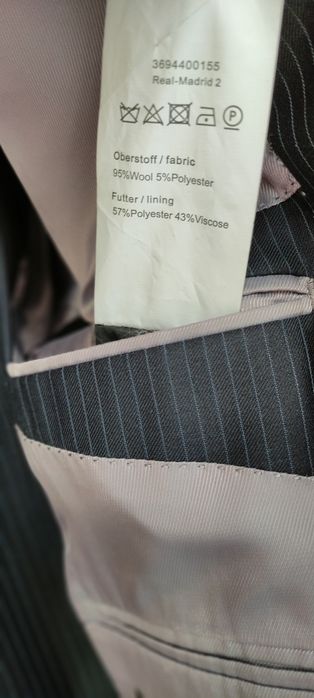 3694400155
Real-Madrid 2
P
Oberstoff / fabric
95%Wool 5%Polyester
Futter / lining
57%Polyester 43%Viscose